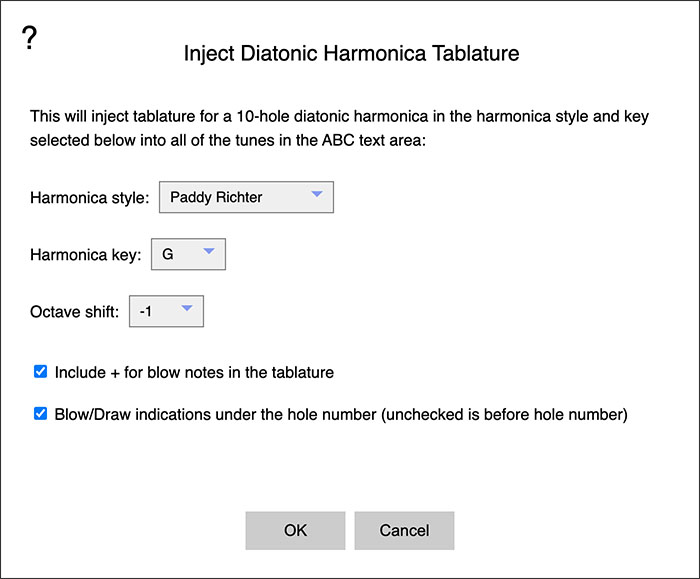 ?
Inject Diatonic Harmonica Tablature
This will inject tablature for a 10-hole diatonic harmonica in the harmonica style and key
selected below into all of the tunes in the ABC text area:
Harmonica style: Paddy Richter
Harmonica key: G
Octave shift: -1
Include + for blow notes in the tablature
Blow/Draw indications under the hole number (unchecked is before hole number)
OK Cancel